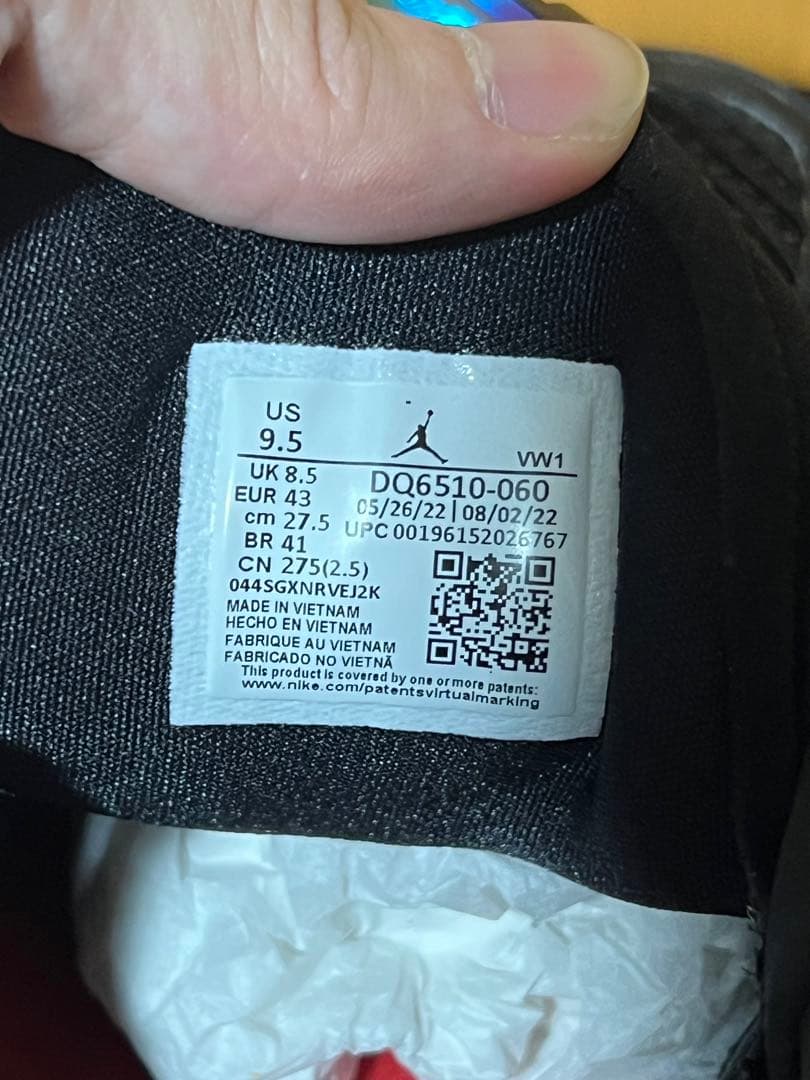 US
9.5
VW1
UK 8.5
EUR 43
cm 27.5
BR 41
CN 275(2.5)
DQ6510-060
05/26/22 | 08/02/22
UPC 00196152026767
044SGXNRVEJ2K
MADE IN VIETNAM
HECHO EN VIETNAM
FABRIQUE AU VIETNAM
FABRICADO NO VIETNÃ
This product is covered by one or more patents:
www.nike.com/patentsvirtualmarking